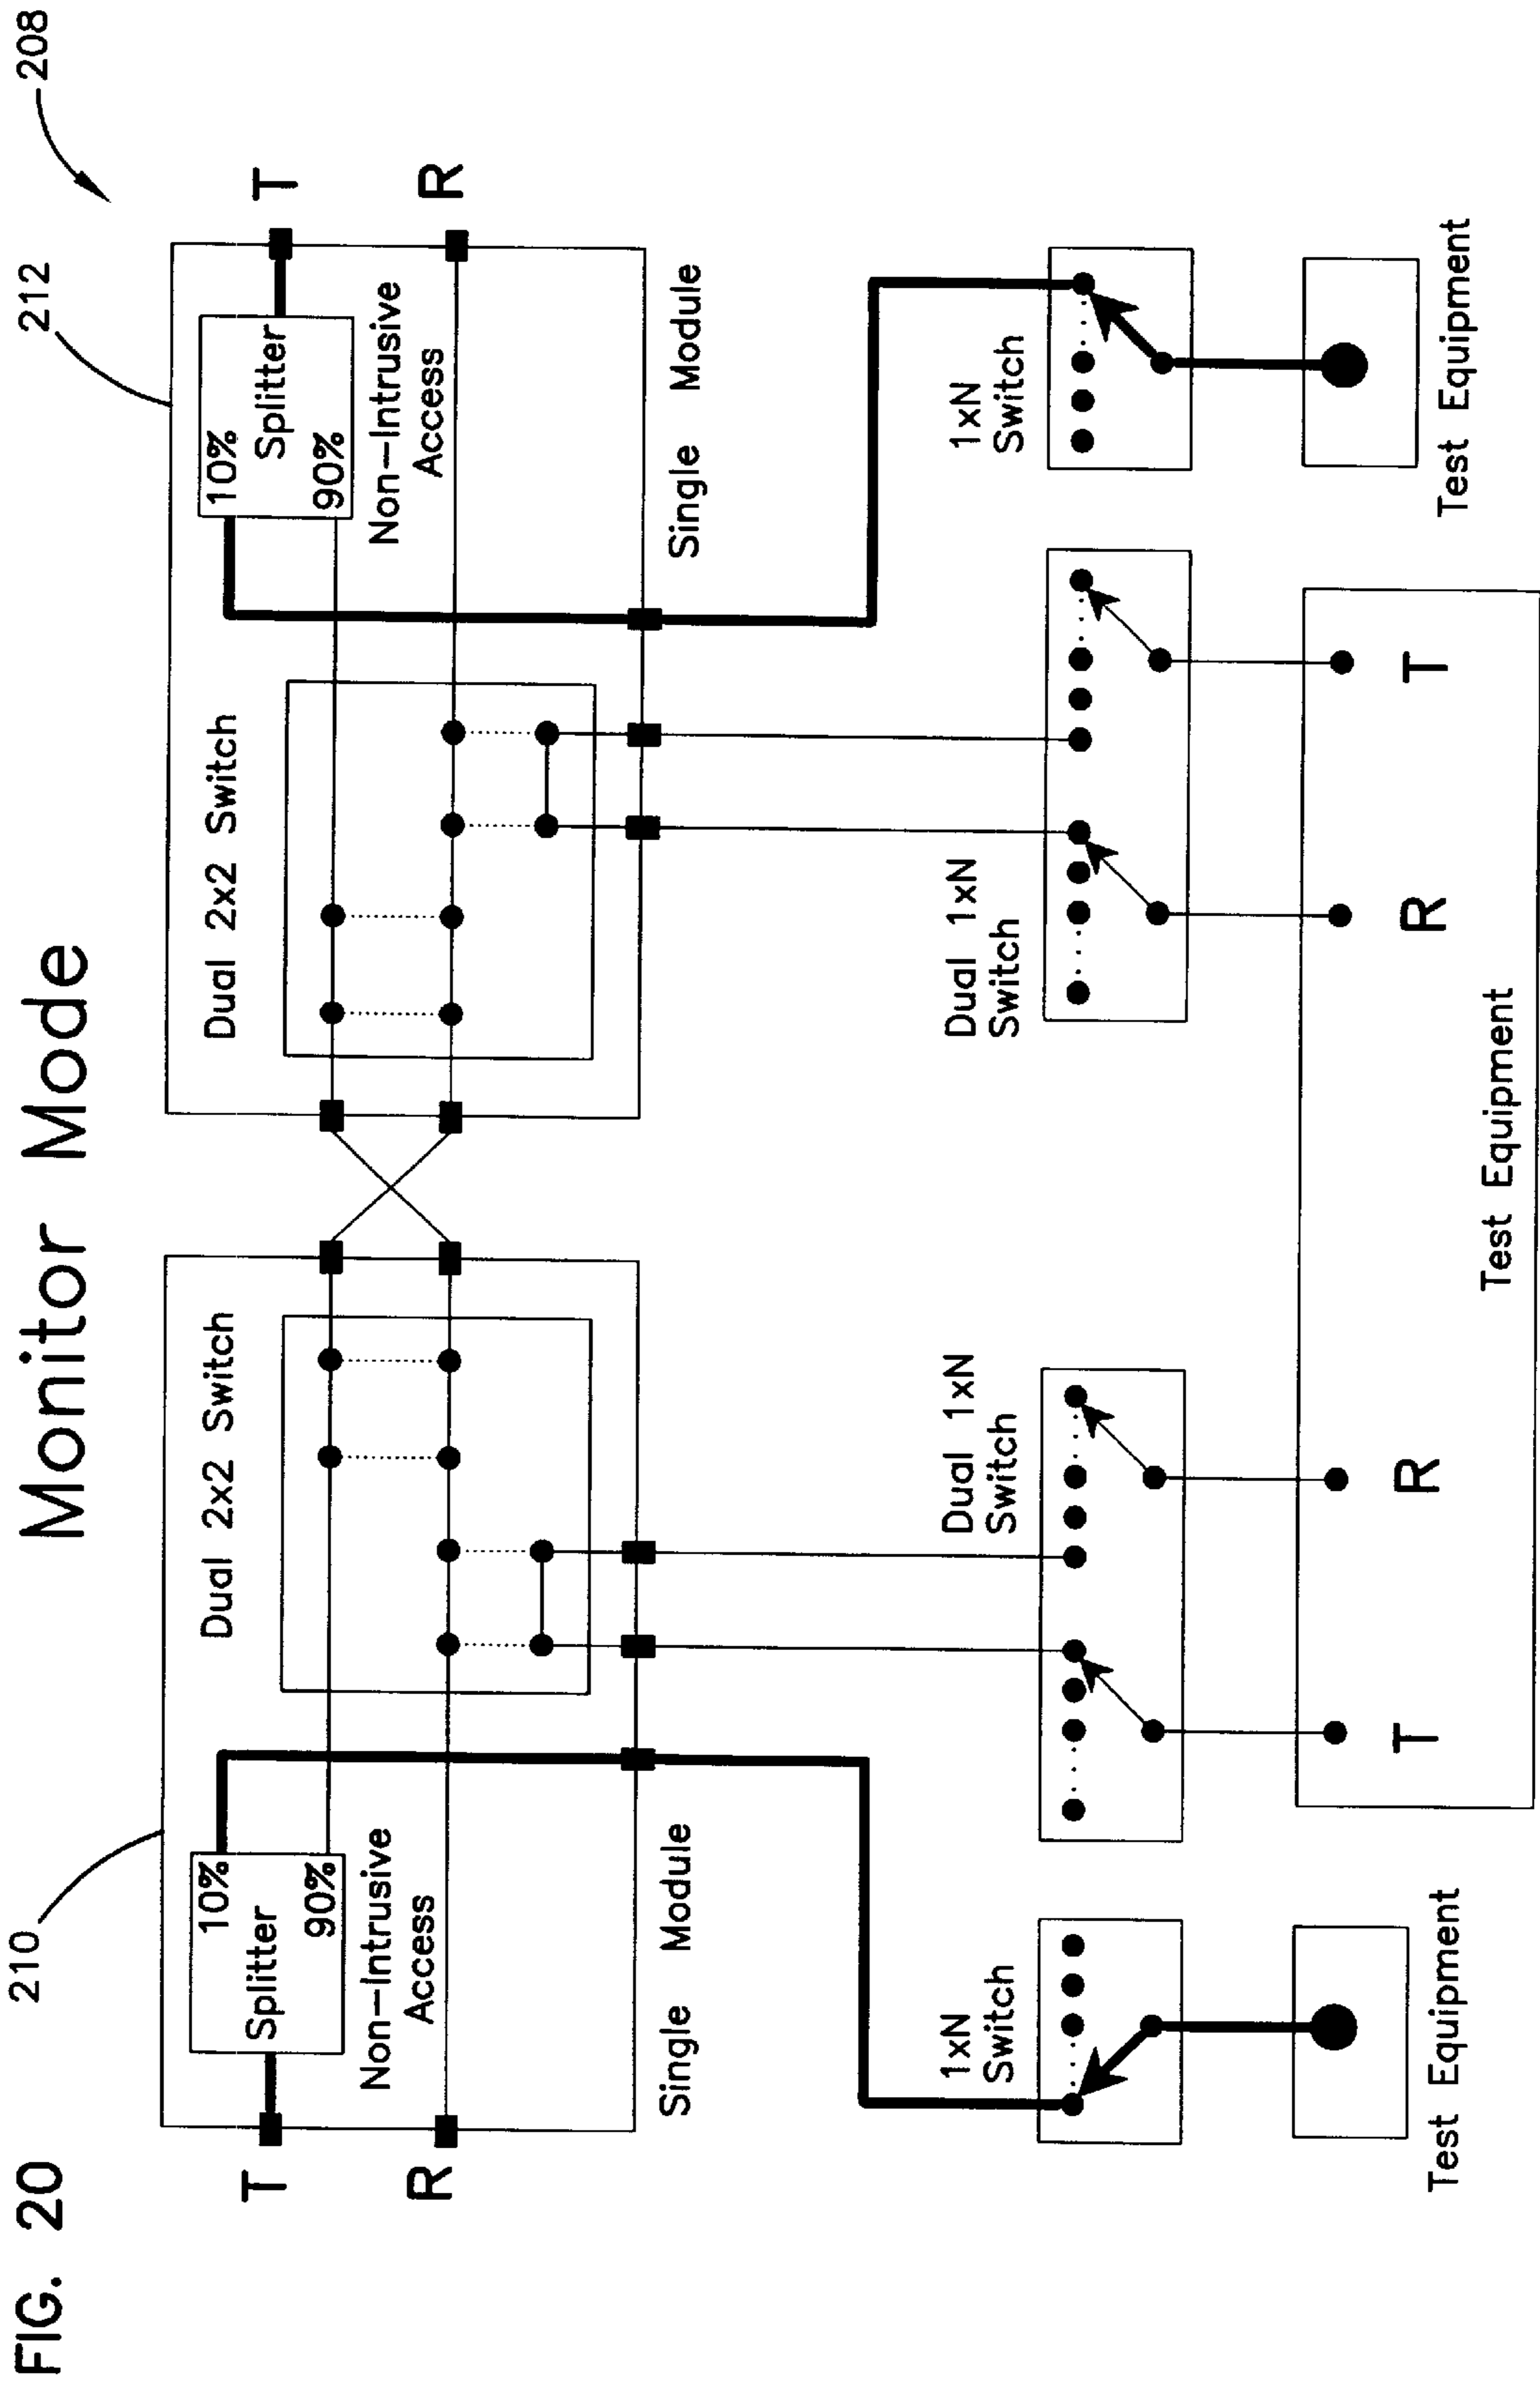 FIG. 20
Monitor Mode
208
210
212
T
10%
Splitter
90%
Non-Intrusive
Access
R
Dual 2x2 Switch
Single Module
Dual 2x2 Switch
10%
Splitter
90%
Non-Intrusive
Access
T
R
Single Module
1xN
Switch
Dual 1xN
Switch
Dual 1xN
Switch
1xN
Switch
T
R
R
T
Test Equipment
Test Equipment
Test Equipment